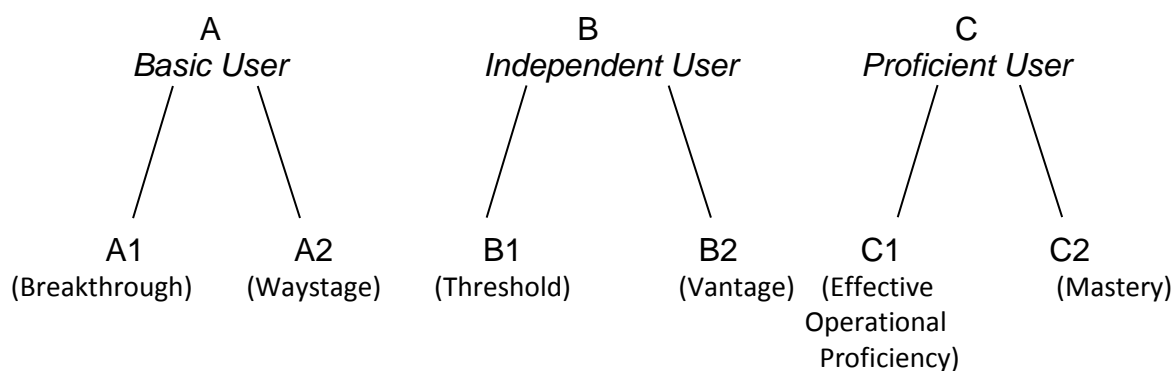 A B C
Basic User Independent User Proficient User
A1 A2 B1 B2 C1 C2
(Breakthrough) (Waystage) (Threshold) (Vantage) (Effective (Mastery)
Operational
Proficiency)